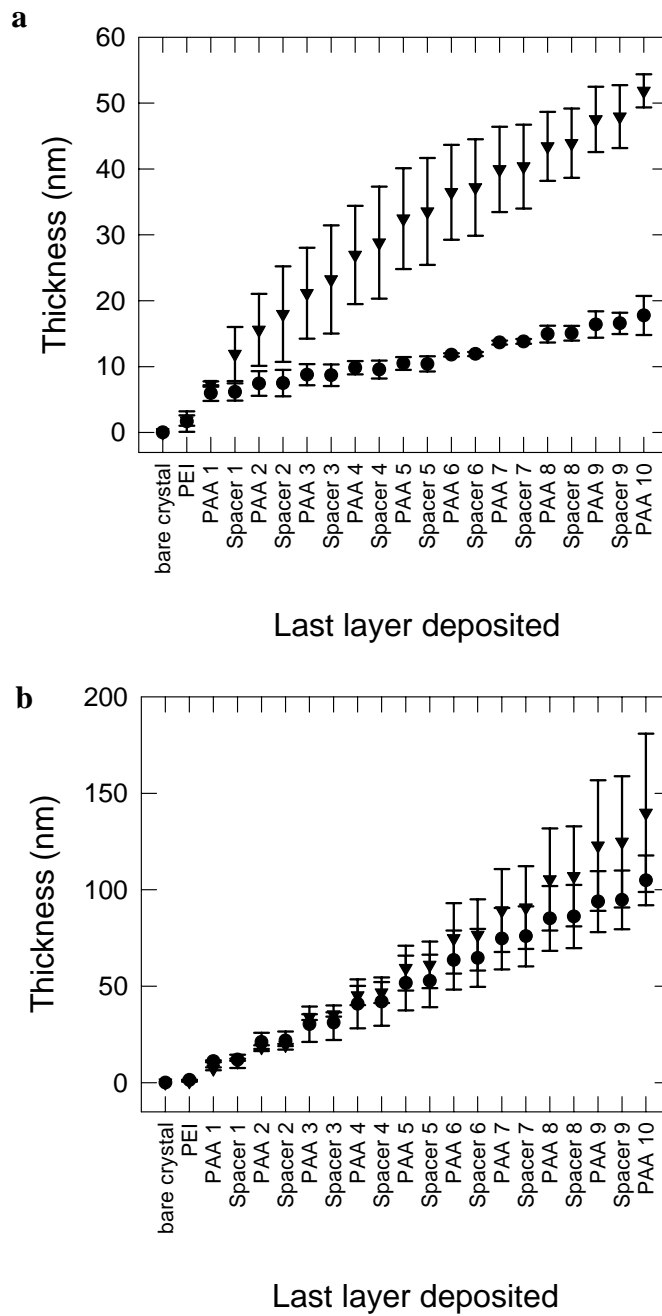 a
60
50
40
30
20
10
0
Thickness (nm)
bare crystal
PEI
PAA 1
Spacer 1
PAA 2
Spacer 2
PAA 3
Spacer 3
PAA 4
Spacer 4
PAA 5
Spacer 5
PAA 6
Spacer 6
PAA 7
Spacer 7
PAA 8
Spacer 8
PAA 9
Spacer 9
PAA 10
Last layer deposited
b
200
150
100
50
0
Thickness (nm)
bare crystal
PEI
PAA 1
Spacer 1
PAA 2
Spacer 2
PAA 3
Spacer 3
PAA 4
Spacer 4
PAA 5
Spacer 5
PAA 6
Spacer 6
PAA 7
Spacer 7
PAA 8
Spacer 8
PAA 9
Spacer 9
PAA 10
Last layer deposited